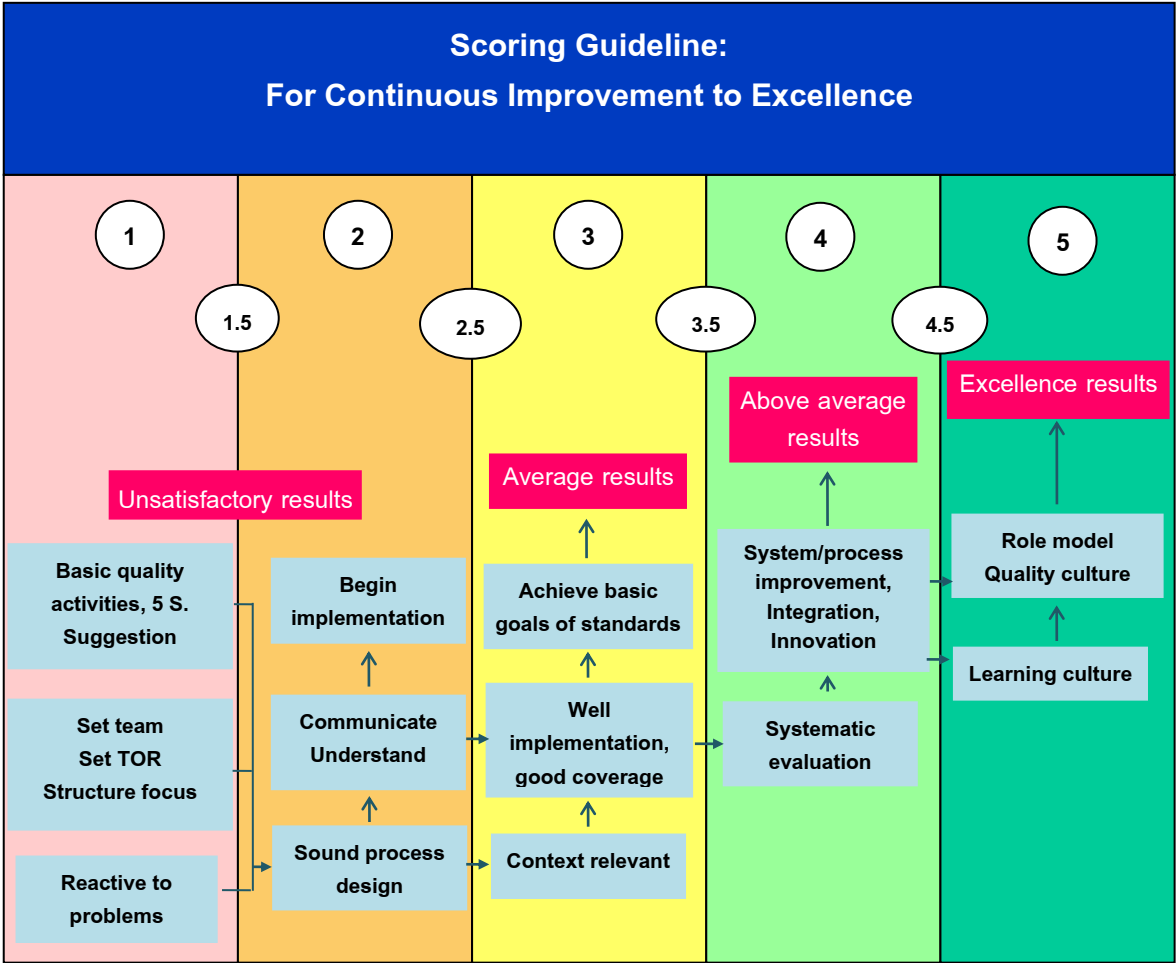 Scoring Guideline:
For Continuous Improvement to Excellence
1
2
3
4
5
1.5
2.5
3.5
4.5
Unsatisfactory results
Average results
Above average
results
Excellence results
Basic quality
activities, 5 S.
Suggestion
Set team
Set TOR
Structure focus
Reactive to
problems
Begin
implementation
Communicate
Understand
Sound process
design
Achieve basic
goals of standards
Well
implementation,
good coverage
Context relevant
System/process
improvement,
Integration,
Innovation
Systematic
evaluation
Role model
Quality culture
Learning culture